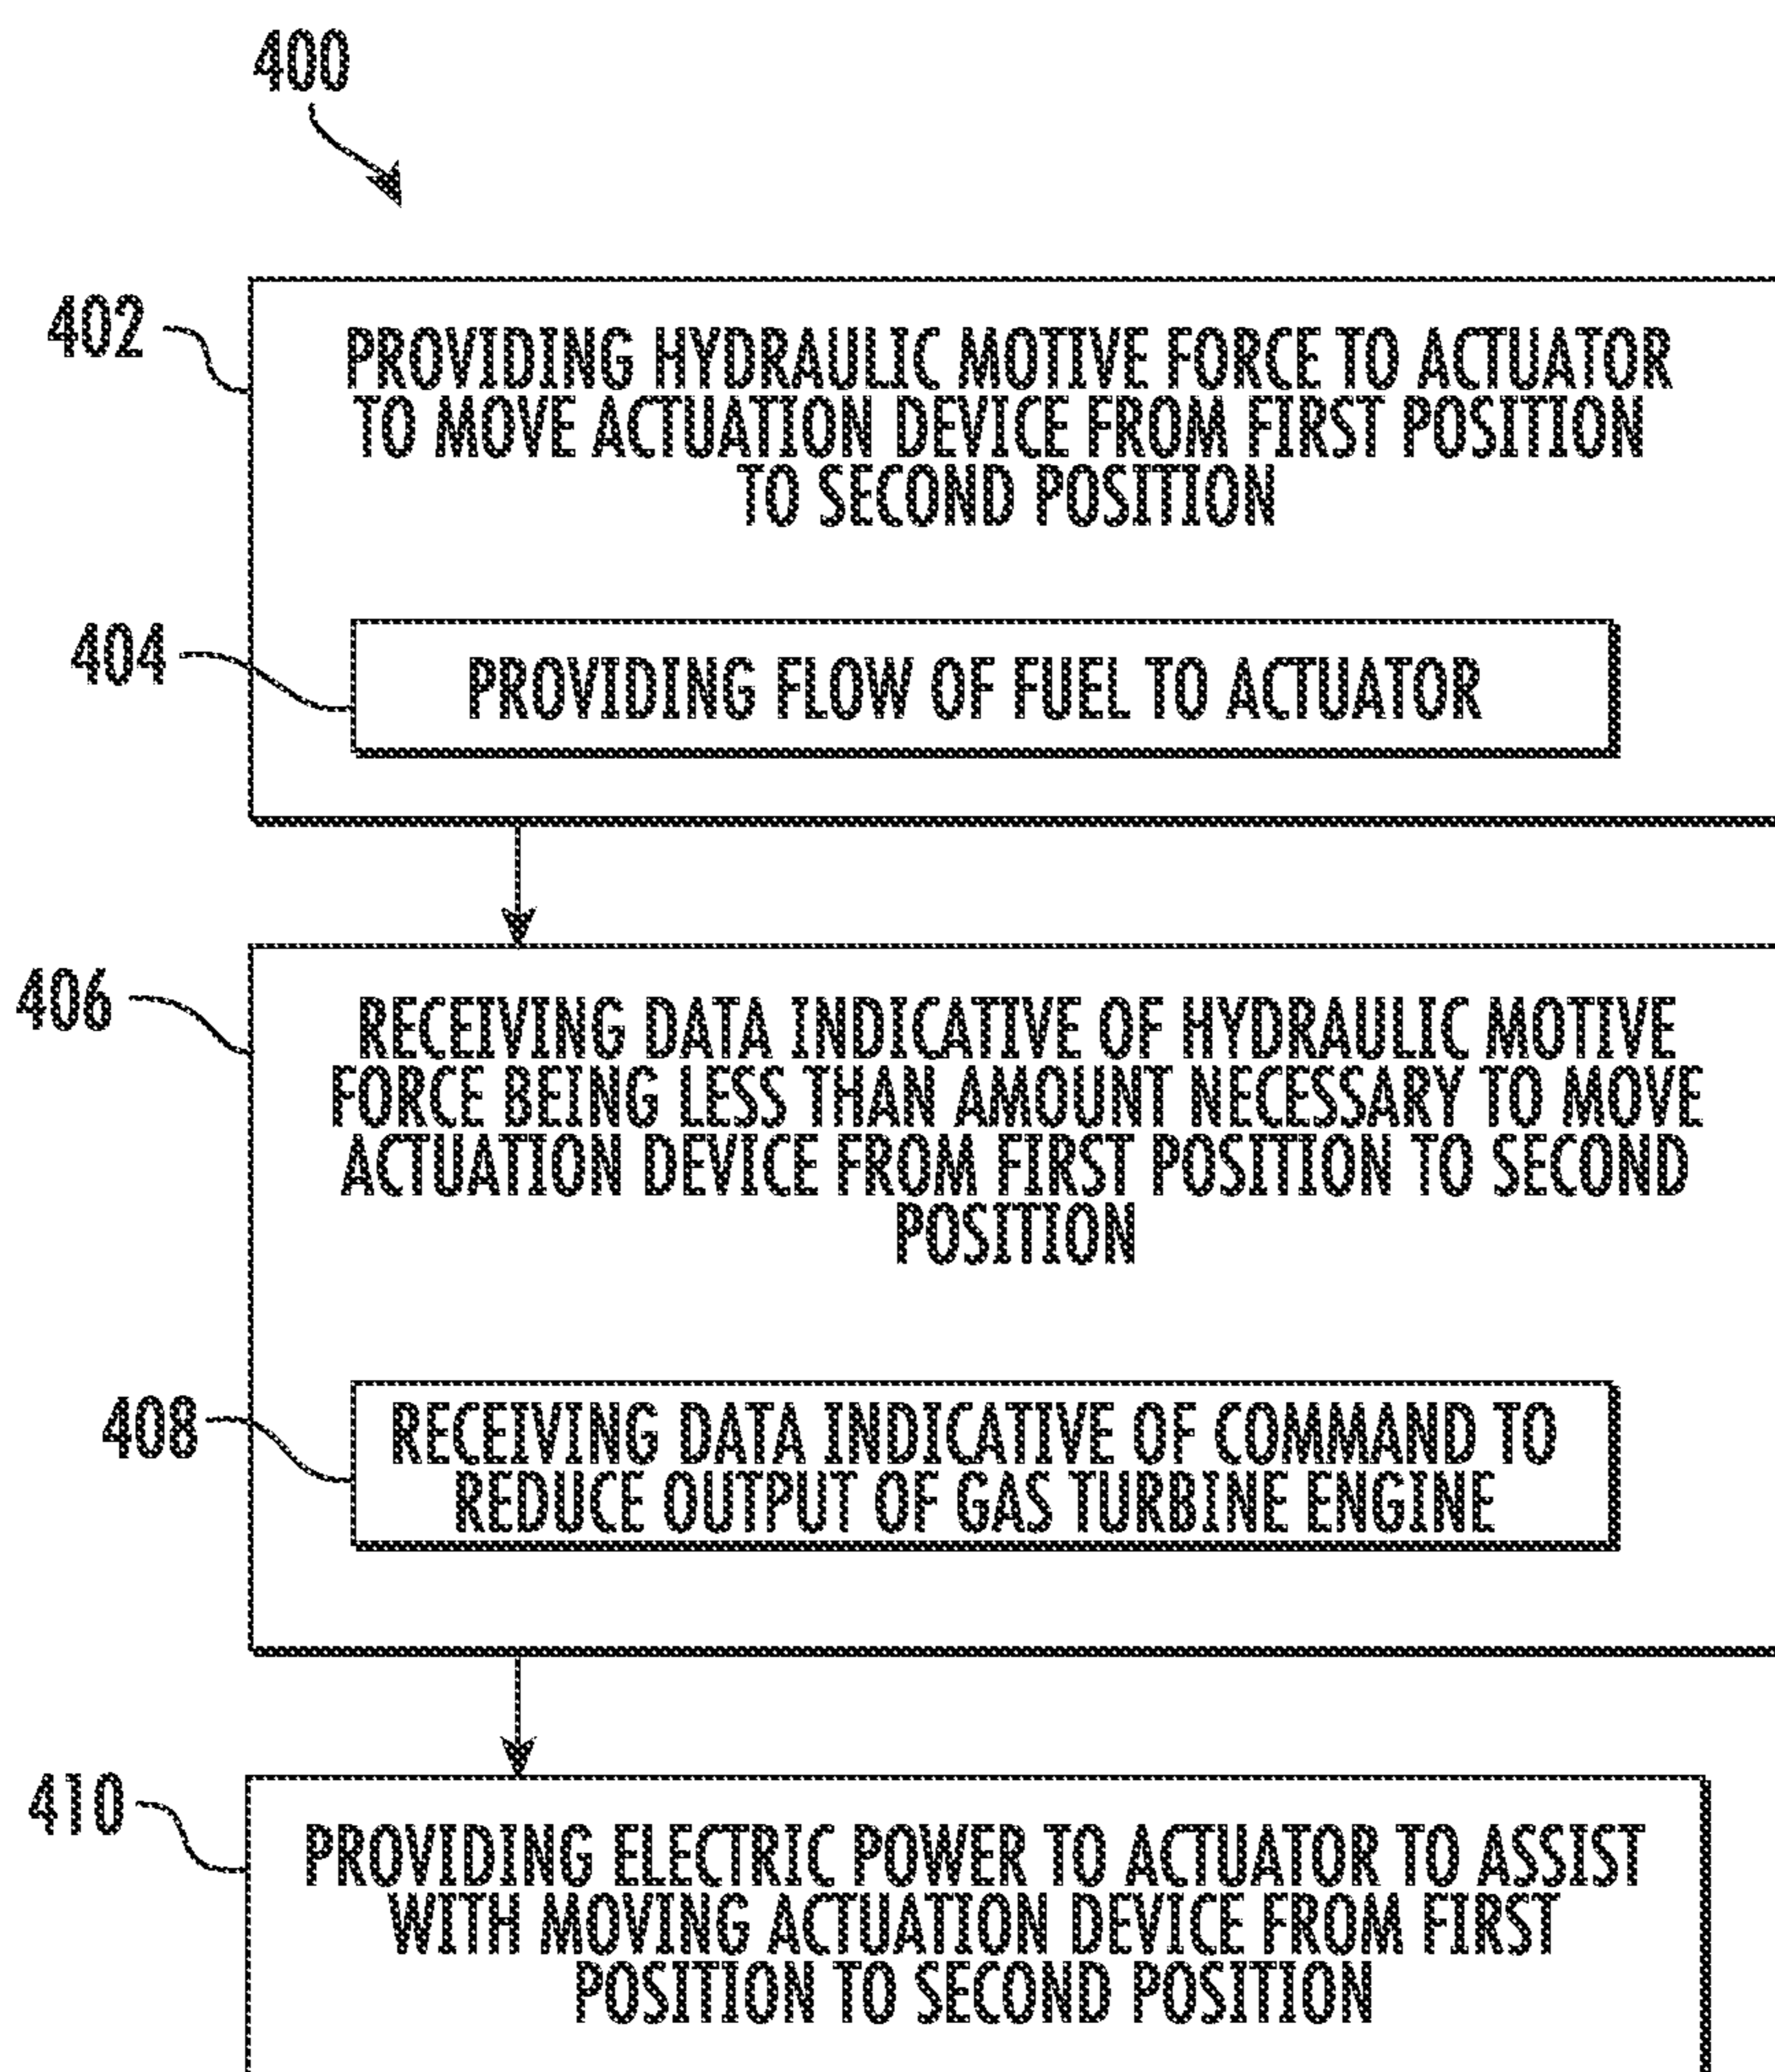 400
402
PROVIDING HYDRAULIC MOTIVE FORCE TO ACTUATOR
TO MOVE ACTUATION DEVICE FROM FIRST POSITION
TO SECOND POSITION
404
PROVIDING FLOW OF FUEL TO ACTUATOR
406
RECEIVING DATA INDICATIVE OF HYDRAULIC MOTIVE
FORCE BEING LESS THAN AMOUNT NECESSARY TO MOVE
ACTUATION DEVICE FROM FIRST POSITION TO SECOND
POSITION
408
RECEIVING DATA INDICATIVE OF COMMAND TO
REDUCE OUTPUT OF GAS TURBINE ENGINE
410
PROVIDING ELECTRIC POWER TO ACTUATOR TO ASSIST
WITH MOVING ACTUATION DEVICE FROM FIRST
POSITION TO SECOND POSITION